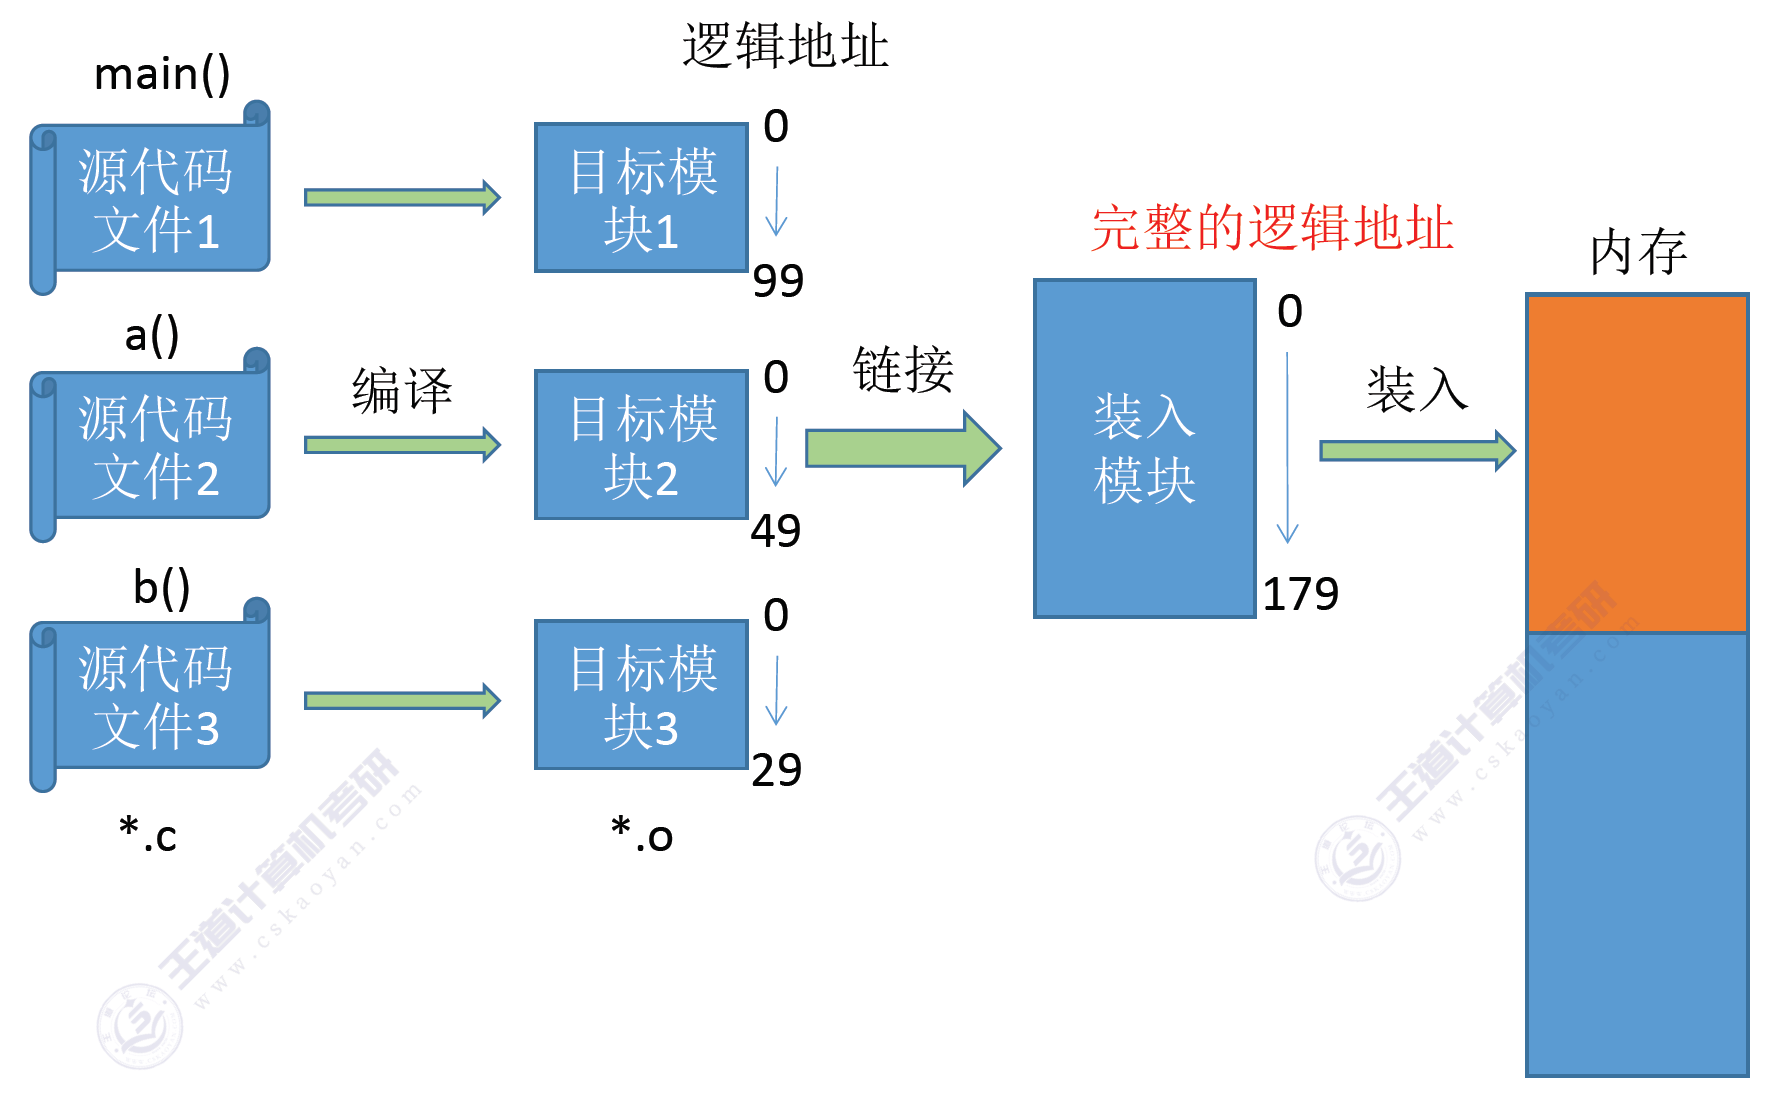 逻辑地址
main()
源代码
文件1
目标模
块1
0
99
a()
源代码
文件2
编译
目标模
块2
0
49
链接
b()
源代码
文件3
目标模
块3
0
29
*.c
*.o
完整的逻辑地址
装入
模块
0
179
装入
内存
王道计算机考研
www.cskaoyan.com
王道计算机考研
www.cskaoyan.com